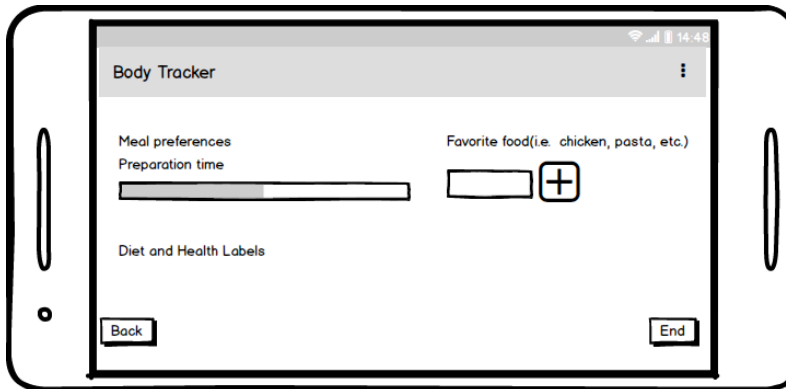 14:48
Body Tracker
Meal preferences
Preparation time
Favorite food(i.e. chicken, pasta, etc.)
Diet and Health Labels
Back
End